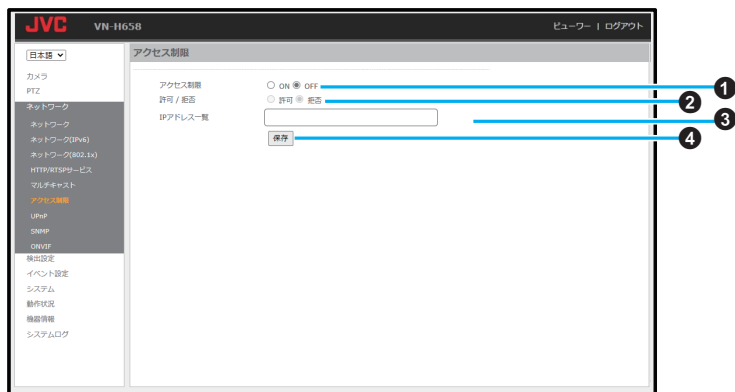 JVC VN-H658 ビューワー | ログアウト
日本語
アクセス制限
カメラ
PTZ
ネットワーク
ネットワーク
ネットワーク(IPv6)
ネットワーク(802.1x)
HTTP/RTSPサービス
マルチキャスト
アクセス制限
UPnP
SNMP
ONVIF
検出設定
イベント設定
システム
動作状況
機器情報
システムログ
アクセス制限 ON OFF 1
許可 / 拒否 許可 拒否 2
IPアドレス一覧 3
保存 4